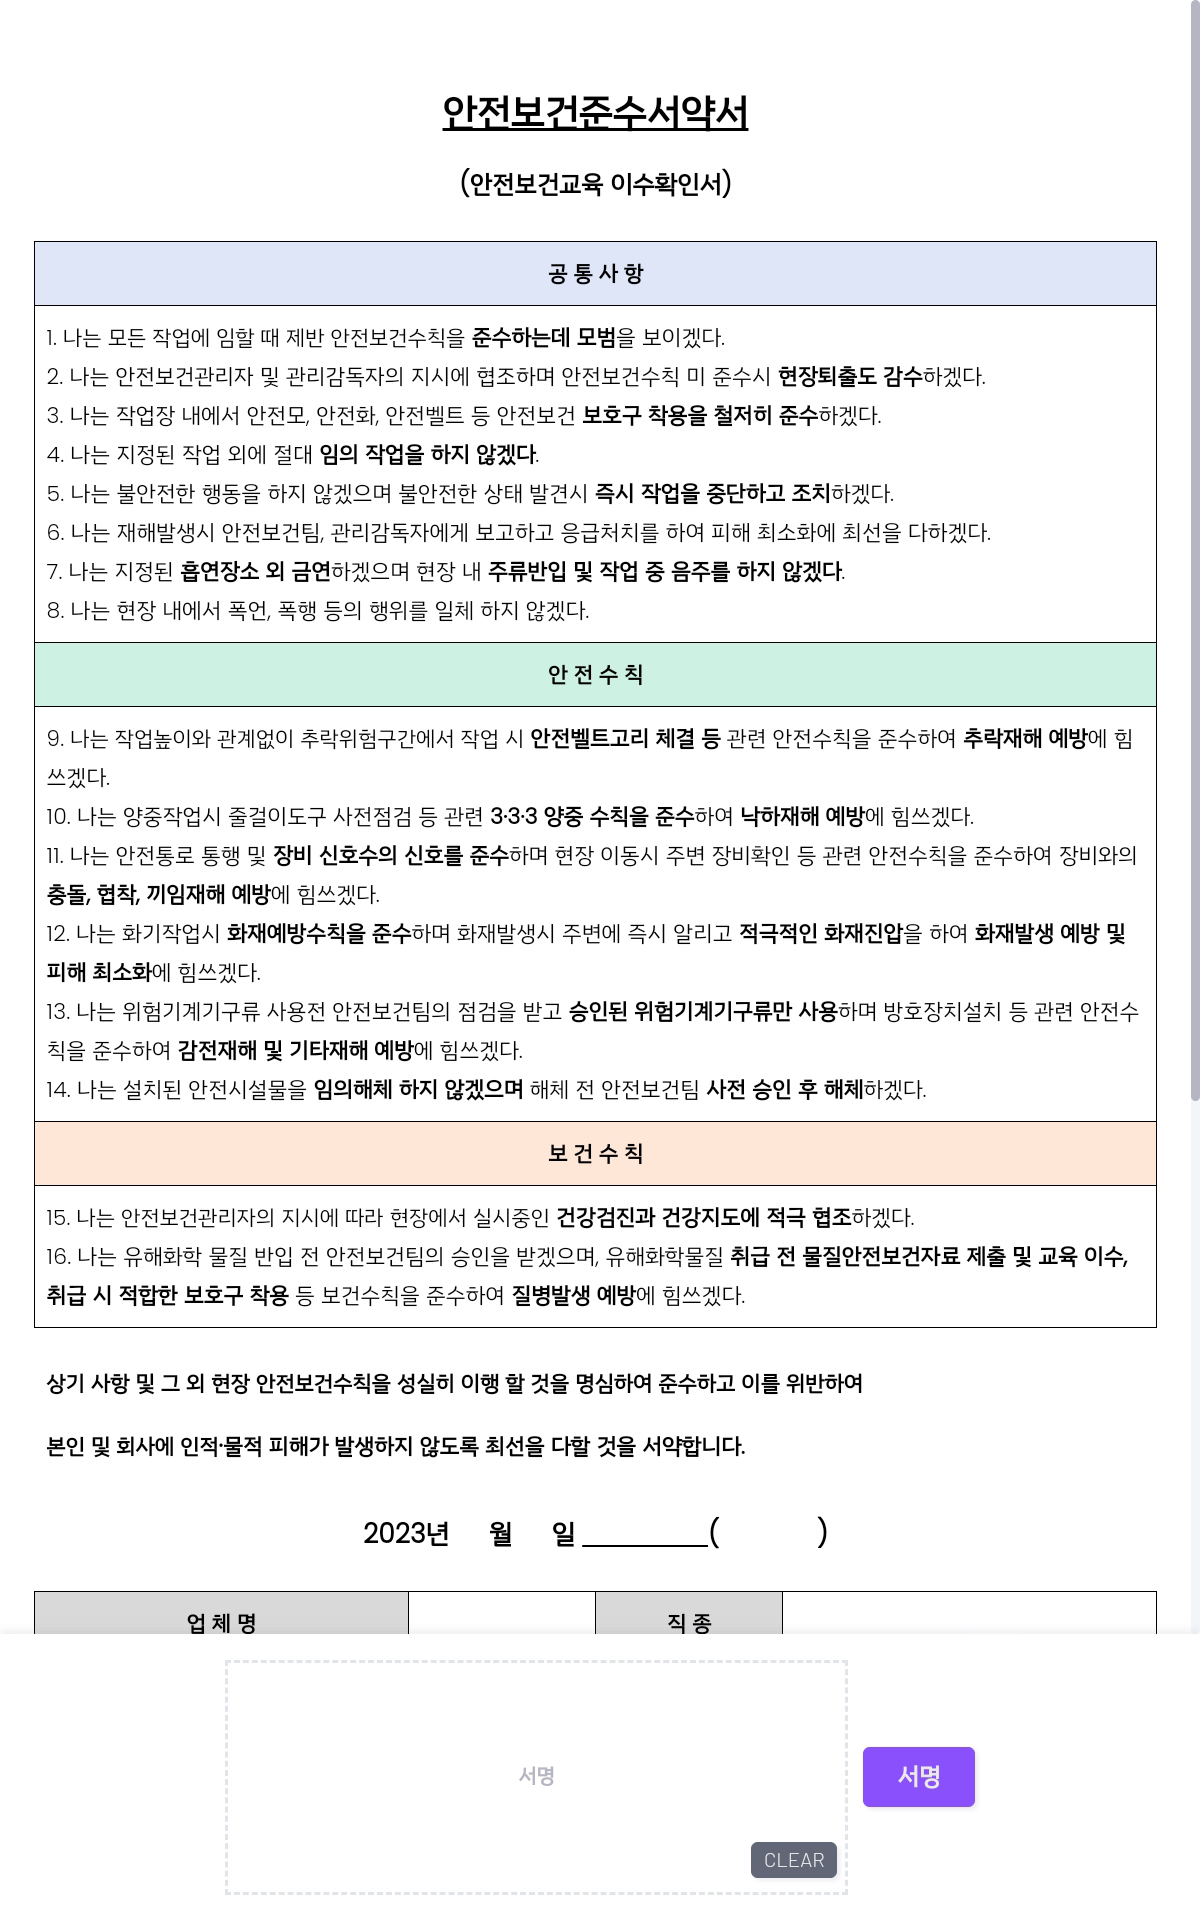 안전보건준수서약서
(안전보건교육 이수확인서)
공 통 사 항
1. 나는 모든 작업에 임할 때 제반 안전보건수칙을 준수하는데 모범을 보이겠다.
2. 나는 안전보건관리자 및 관리감독자의 지시에 협조하며 안전보건수칙 미 준수시 현장퇴출도 감수하겠다.
3. 나는 작업장 내에서 안전모, 안전화, 안전벨트 등 안전보건 보호구 착용을 철저히 준수하겠다.
4. 나는 지정된 작업 외에 절대 임의 작업을 하지 않겠다.
5. 나는 불안전한 행동을 하지 않겠으며 불안전한 상태 발견시 즉시 작업을 중단하고 조치하겠다.
6. 나는 재해발생시 안전보건팀, 관리감독자에게 보고하고 응급처치를 하여 피해 최소화에 최선을 다하겠다.
7. 나는 지정된 흡연장소 외 금연하겠으며 현장 내 주류반입 및 작업 중 음주를 하지 않겠다.
8. 나는 현장 내에서 폭언, 폭행 등의 행위를 일체 하지 않겠다.
안 전 수 칙
9. 나는 작업높이와 관계없이 추락위험구간에서 작업 시 안전벨트고리 체결 등 관련 안전수칙을 준수하여 추락재해 예방에 힘
쓰겠다.
10. 나는 양중작업시 줄걸이도구 사전점검 등 관련 3·3·3 양중 수칙을 준수하여 낙하재해 예방에 힘쓰겠다.
11. 나는 안전통로 통행 및 장비 신호수의 신호를 준수하며 현장 이동시 주변 장비확인 등 관련 안전수칙을 준수하여 장비와의
충돌, 협착, 끼임재해 예방에 힘쓰겠다.
12. 나는 화기작업시 화재예방수칙을 준수하며 화재발생시 주변에 즉시 알리고 적극적인 화재진압을 하여 화재발생 예방 및
피해 최소화에 힘쓰겠다.
13. 나는 위험기계기구류 사용전 안전보건팀의 점검을 받고 승인된 위험기계기구류만 사용하며 방호장치설치 등 관련 안전수
칙을 준수하여 감전재해 및 기타재해 예방에 힘쓰겠다.
14. 나는 설치된 안전시설물을 임의해체 하지 않겠으며 해체 전 안전보건팀 사전 승인 후 해체하겠다.
보 건 수 칙
15. 나는 안전보건관리자의 지시에 따라 현장에서 실시중인 건강검진과 건강지도에 적극 협조하겠다.
16. 나는 유해화학 물질 반입 전 안전보건팀의 승인을 받겠으며, 유해화학물질 취급 전 물질안전보건자료 제출 및 교육 이수,
취급 시 적합한 보호구 착용 등 보건수칙을 준수하여 질병발생 예방에 힘쓰겠다.
상기 사항 및 그 외 현장 안전보건수칙을 성실히 이행 할 것을 명심하여 준수하고 이를 위반하여
본인 및 회사에 인적·물적 피해가 발생하지 않도록 최선을 다할 것을 서약합니다.
2023년 월 일 _________( )
업 체 명 직 종
서명
서명
CLEAR